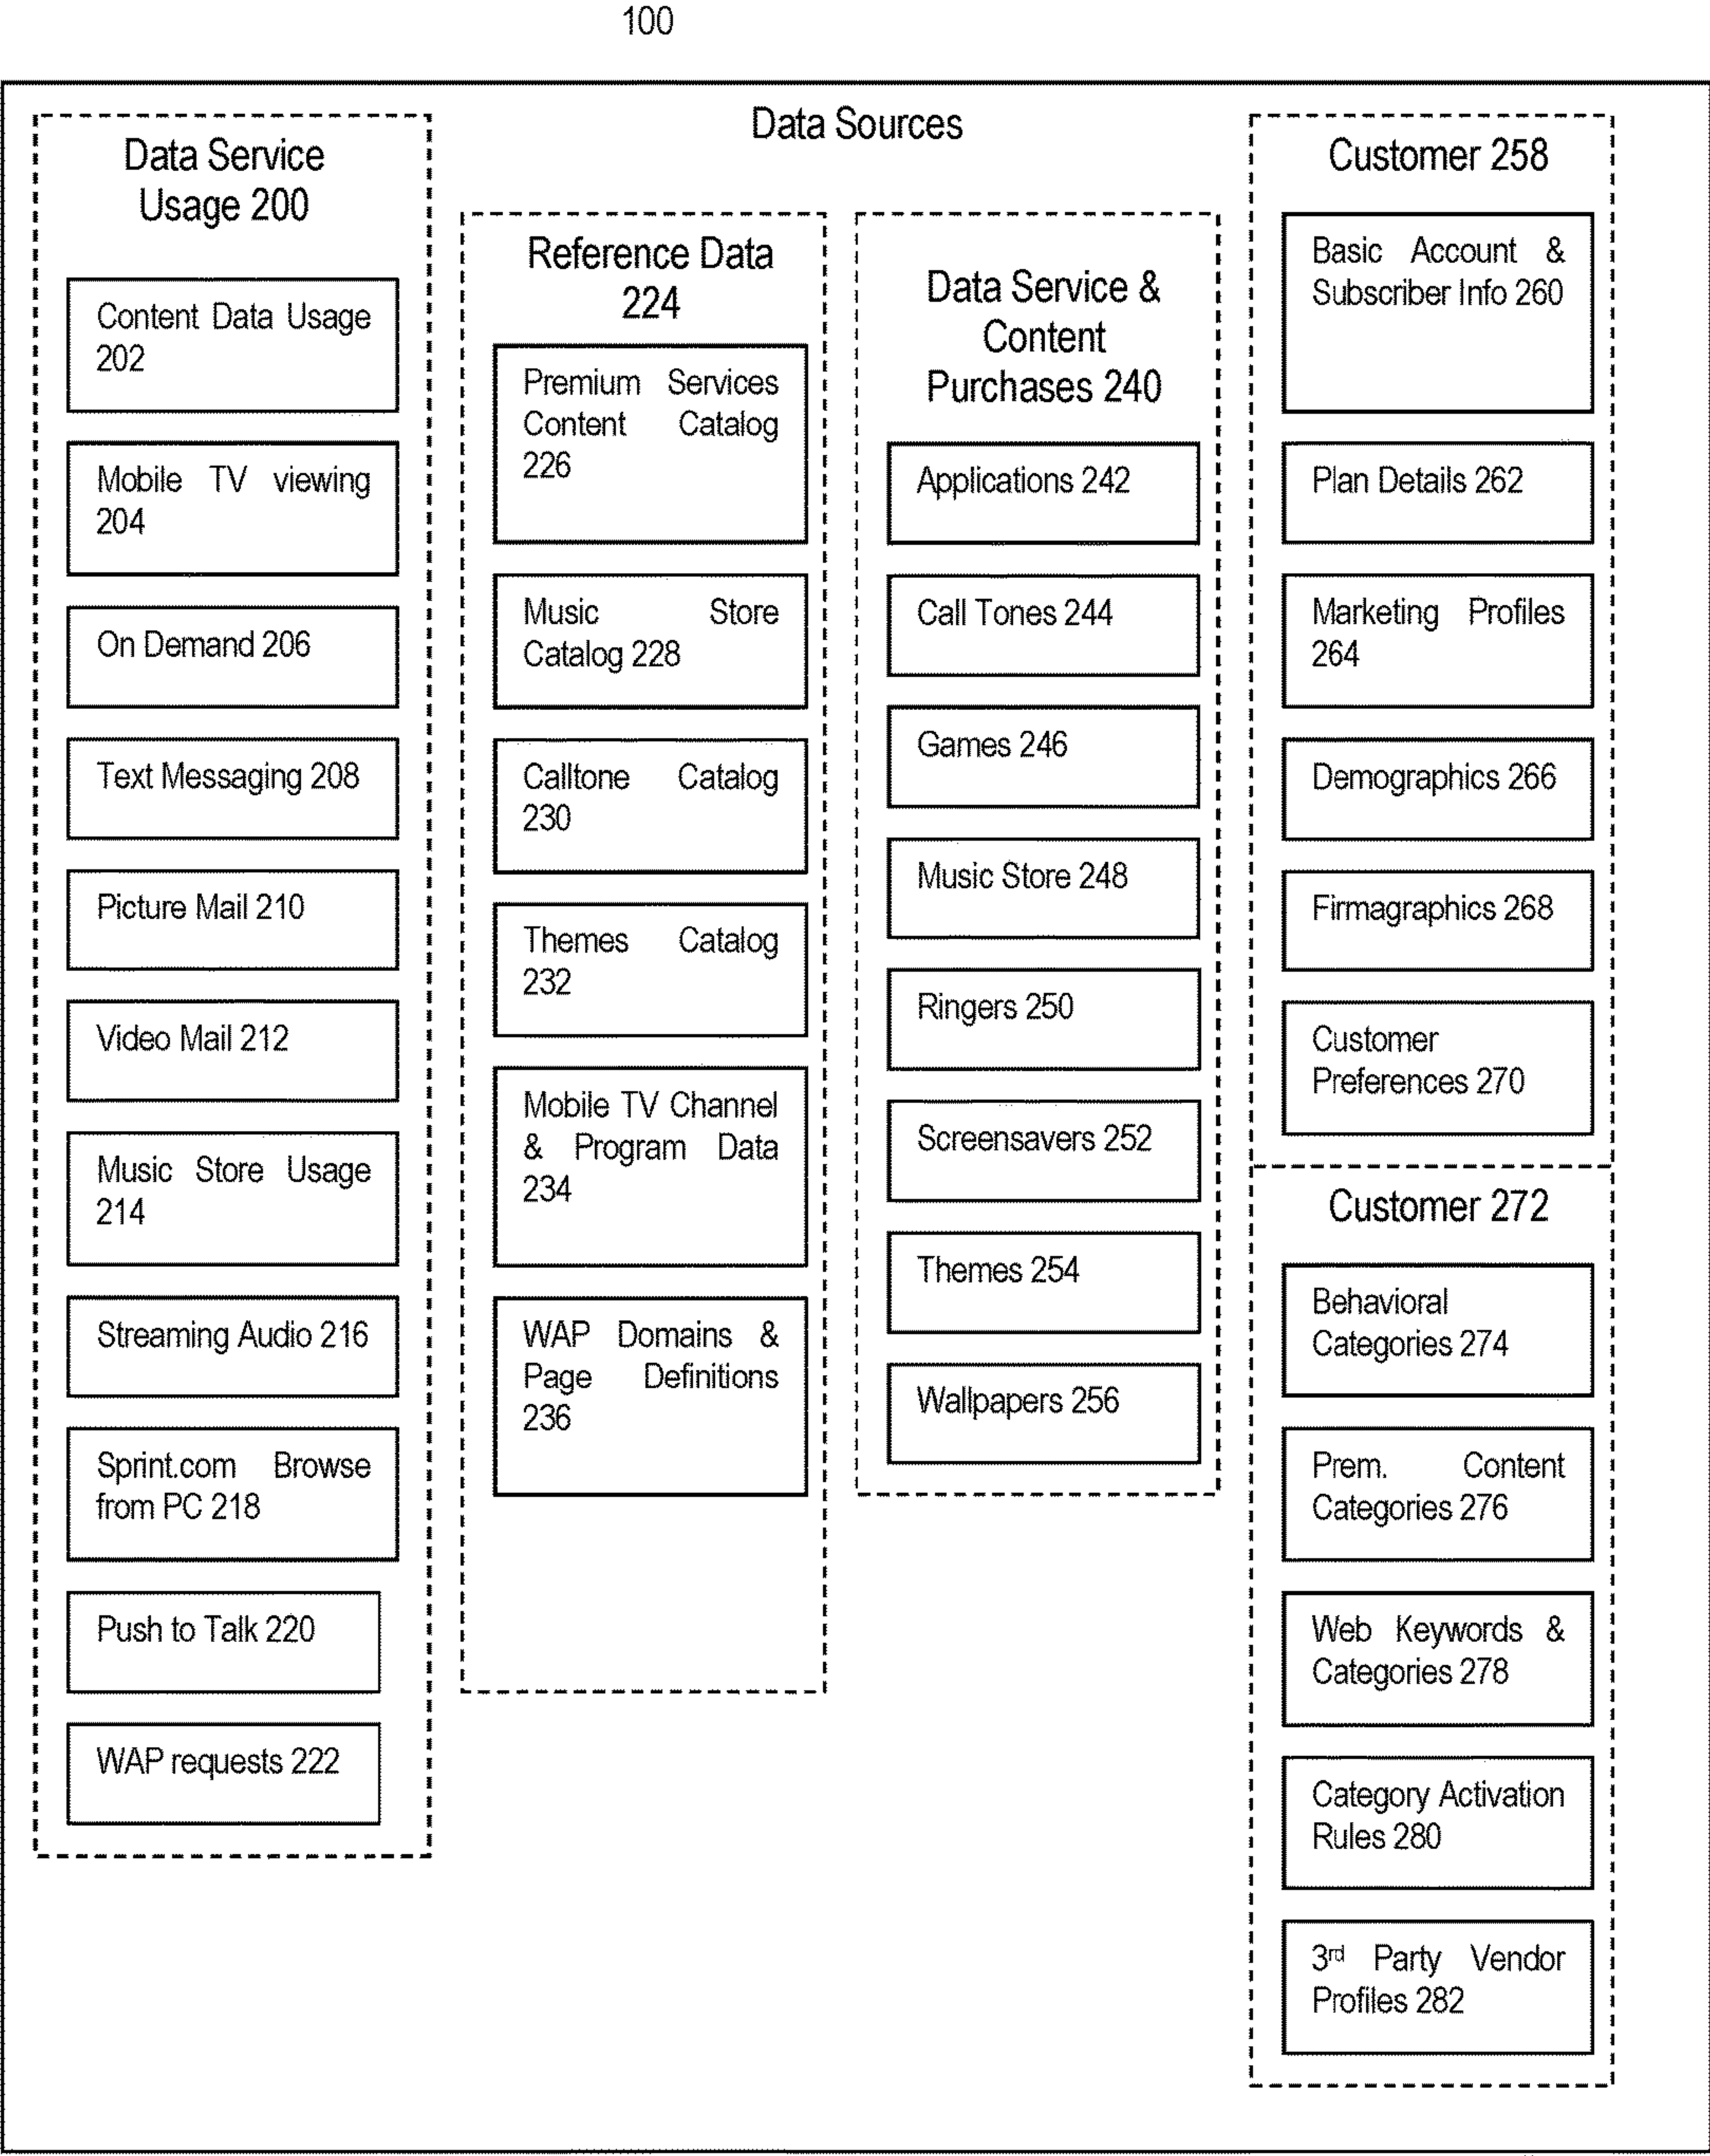 100
Data Sources
Data Service
Usage 200
Content Data Usage
202
Mobile TV viewing
204
On Demand 206
Text Messaging 208
Picture Mail 210
Video Mail 212
Music Store Usage
214
Streaming Audio 216
Sprint.com Browse
from PC 218
Push to Talk 220
WAP requests 222
Reference Data
224
Premium Services
Content Catalog
226
Music Store
Catalog 228
Calltone Catalog
230
Themes Catalog
232
Mobile TV Channel
& Program Data
234
WAP Domains &
Page Definitions
236
Data Service &
Content
Purchases 240
Applications 242
Call Tones 244
Games 246
Music Store 248
Ringers 250
Screensavers 252
Themes 254
Wallpapers 256
Customer 258
Basic Account &
Subscriber Info 260
Plan Details 262
Marketing Profiles
264
Demographics 266
Firmagraphics 268
Customer
Preferences 270
Customer 272
Behavioral
Categories 274
Prem. Content
Categories 276
Web Keywords &
Categories 278
Category Activation
Rules 280
3rd Party Vendor
Profiles 282